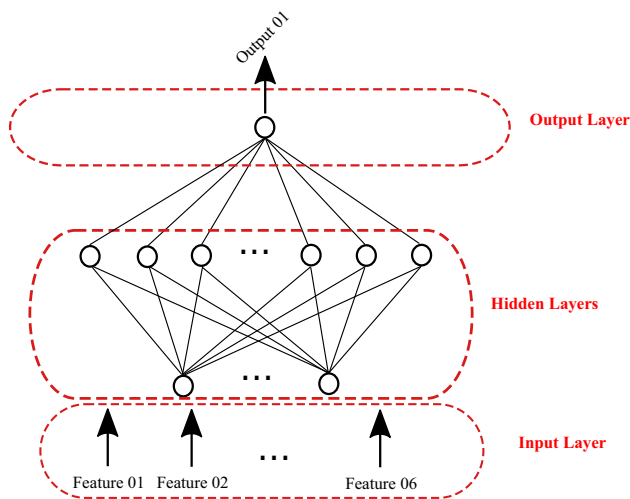 Output 01
Output Layer
...
Hidden Layers
...
Input Layer
...
Feature 01 Feature 02 Feature 06